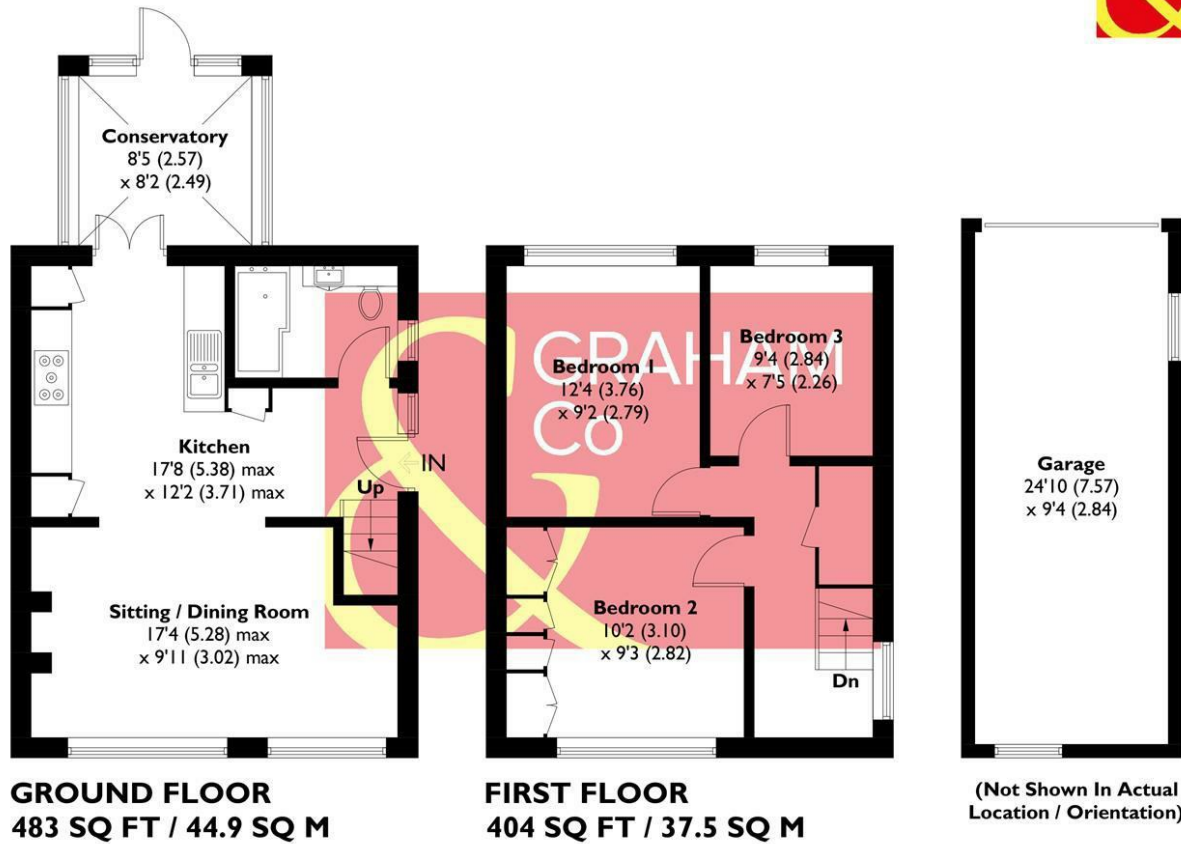 Conservatory
8'5 (2.57)
x 8'2 (2.49)
Kitchen
17'8 (5.38) max
x 12'2 (3.71) max
IN
Up
Sitting / Dining Room
17'4 (5.28) max
x 9'11 (3.02) max
GROUND FLOOR
483 SQ FT / 44.9 SQ M
&
GRAHAM
Co
Bedroom 1
12'4 (3.76)
x 9'2 (2.79)
Bedroom 3
9'4 (2.84)
x 7'5 (2.26)
Bedroom 2
10'2 (3.10)
x 9'3 (2.82)
Dn
FIRST FLOOR
404 SQ FT / 37.5 SQ M
Garage
24'10 (7.57)
x 9'4 (2.84)
(Not Shown In Actual
Location / Orientation)